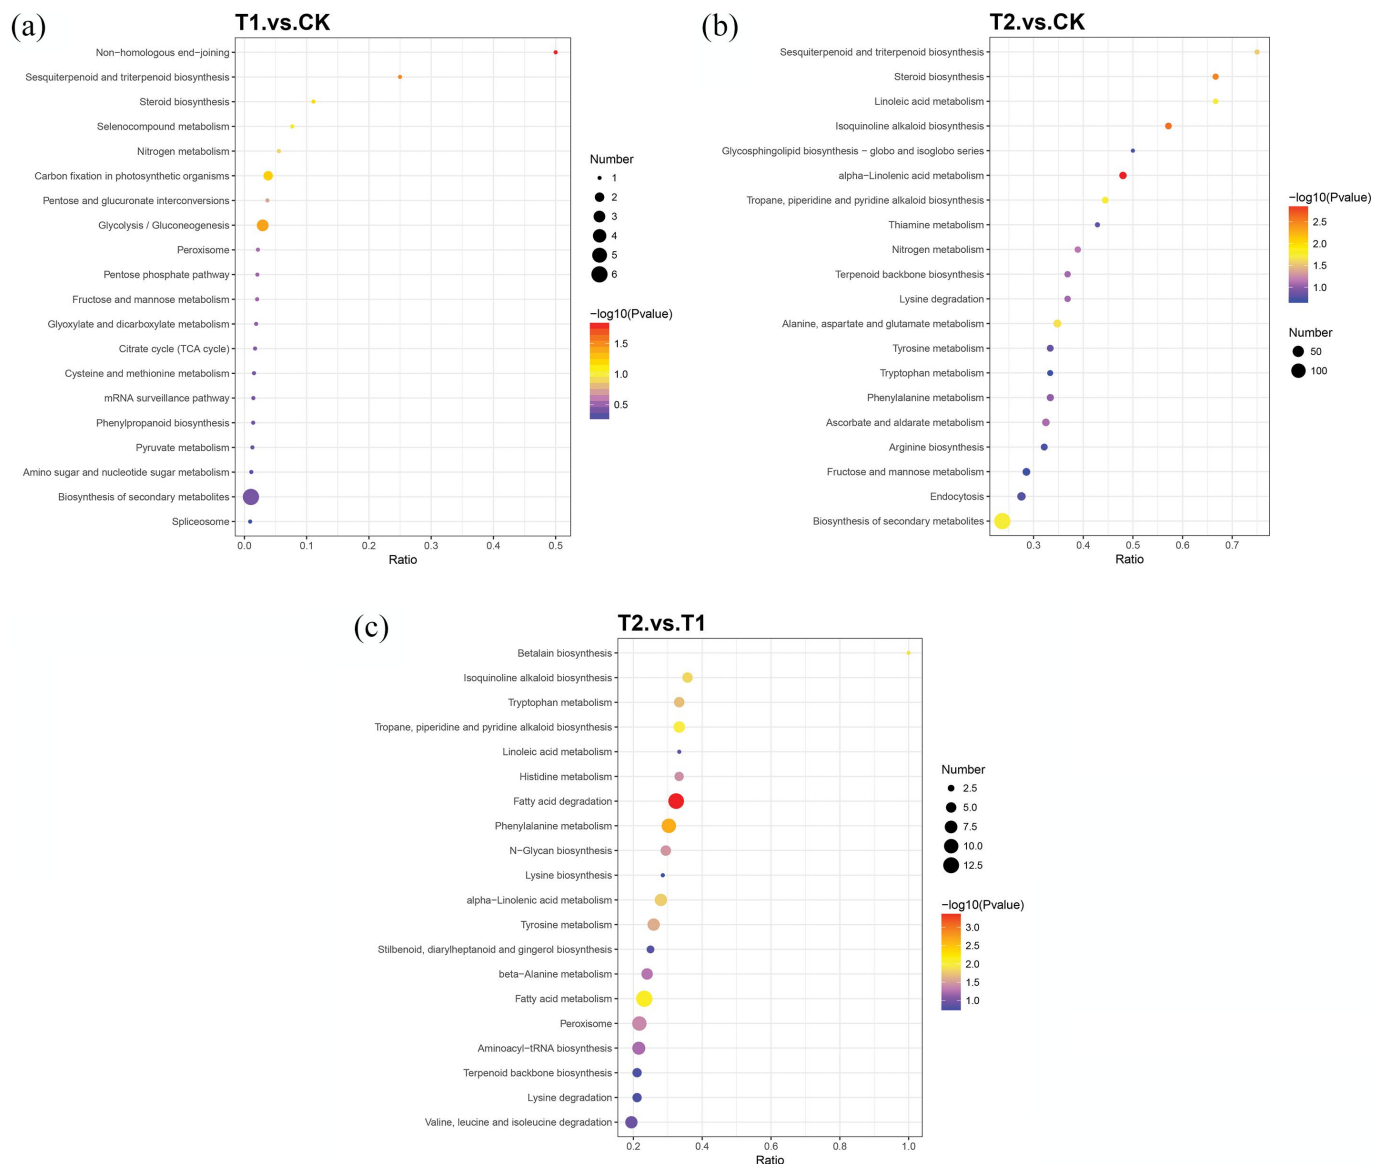 (a)
T1.vs.CK
Non−homologous end−joining
Sesquiterpenoid and triterpenoid biosynthesis
Steroid biosynthesis
Selenocompound metabolism
Nitrogen metabolism
Carbon fixation in photosynthetic organisms
Pentose and glucuronate interconversions
Glycolysis / Gluconeogenesis
Peroxisome
Pentose phosphate pathway
Fructose and mannose metabolism
Glyoxylate and dicarboxylate metabolism
Citrate cycle (TCA cycle)
Cysteine and methionine metabolism
mRNA surveillance pathway
Phenylpropanoid biosynthesis
Pyruvate metabolism
Amino sugar and nucleotide sugar metabolism
Biosynthesis of secondary metabolites
Spliceosome
0.0 0.1 0.2 0.3 0.4 0.5
Ratio
Number
1
2
3
4
5
6
−log10(Pvalue)
1.5
1.0
0.5
(b)
T2.vs.CK
Sesquiterpenoid and triterpenoid biosynthesis
Steroid biosynthesis
Linoleic acid metabolism
Isoquinoline alkaloid biosynthesis
Glycosphingolipid biosynthesis − globo and isoglobo series
alpha−Linolenic acid metabolism
Tropane, piperidine and pyridine alkaloid biosynthesis
Thiamine metabolism
Nitrogen metabolism
Terpenoid backbone biosynthesis
Lysine degradation
Alanine, aspartate and glutamate metabolism
Tyrosine metabolism
Tryptophan metabolism
Phenylalanine metabolism
Ascorbate and aldarate metabolism
Arginine biosynthesis
Fructose and mannose metabolism
Endocytosis
Biosynthesis of secondary metabolites
0.3 0.4 0.5 0.6 0.7
Ratio
−log10(Pvalue)
2.5
2.0
1.5
1.0
Number
50
100
(c)
T2.vs.T1
Betalain biosynthesis
Isoquinoline alkaloid biosynthesis
Tryptophan metabolism
Tropane, piperidine and pyridine alkaloid biosynthesis
Linoleic acid metabolism
Histidine metabolism
Fatty acid degradation
Phenylalanine metabolism
N−Glycan biosynthesis
Lysine biosynthesis
alpha−Linolenic acid metabolism
Tyrosine metabolism
Stilbenoid, diarylheptanoid and gingerol biosynthesis
beta−Alanine metabolism
Fatty acid metabolism
Peroxisome
Aminoacyl−tRNA biosynthesis
Terpenoid backbone biosynthesis
Lysine degradation
Valine, leucine and isoleucine degradation
0.2 0.4 0.6 0.8 1.0
Ratio
Number
2.5
5.0
7.5
10.0
12.5
−log10(Pvalue)
3.0
2.5
2.0
1.5
1.0